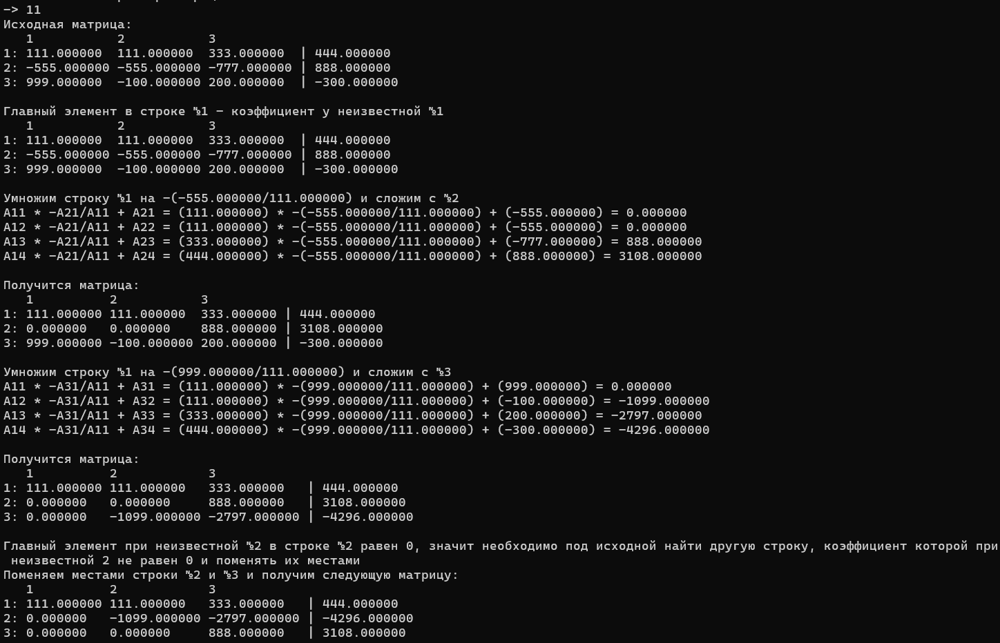 -> 11
Исходная матрица:
   1           2           3
1: 111.000000  111.000000  333.000000  | 444.000000
2: -555.000000 -555.000000 -777.000000 | 888.000000
3: 999.000000  -100.000000 200.000000  | -300.000000

Главный элемент в строке №1 - коэффициент у неизвестной №1
   1           2           3
1: 111.000000  111.000000  333.000000  | 444.000000
2: -555.000000 -555.000000 -777.000000 | 888.000000
3: 999.000000  -100.000000 200.000000  | -300.000000

Умножим строку №1 на -(-555.000000/111.000000) и сложим с №2
A11 * -A21/A11 + A21 = (111.000000) * -(-555.000000/111.000000) + (-555.000000) = 0.000000
A12 * -A21/A11 + A22 = (111.000000) * -(-555.000000/111.000000) + (-555.000000) = 0.000000
A13 * -A21/A11 + A23 = (333.000000) * -(-555.000000/111.000000) + (-777.000000) = 888.000000
A14 * -A21/A11 + A24 = (444.000000) * -(-555.000000/111.000000) + (888.000000) = 3108.000000

Получится матрица:
   1          2           3
1: 111.000000 111.000000  333.000000 | 444.000000
2: 0.000000   0.000000    888.000000 | 3108.000000
3: 999.000000 -100.000000 200.000000 | -300.000000

Умножим строку №1 на -(999.000000/111.000000) и сложим с №3
A11 * -A31/A11 + A31 = (111.000000) * -(999.000000/111.000000) + (999.000000) = 0.000000
A12 * -A31/A11 + A32 = (111.000000) * -(999.000000/111.000000) + (-100.000000) = -1099.000000
A13 * -A31/A11 + A33 = (333.000000) * -(999.000000/111.000000) + (200.000000) = -2797.000000
A14 * -A31/A11 + A34 = (444.000000) * -(999.000000/111.000000) + (-300.000000) = -4296.000000

Получится матрица:
   1          2            3
1: 111.000000 111.000000   333.000000   | 444.000000
2: 0.000000   0.000000     888.000000   | 3108.000000
3: 0.000000   -1099.000000 -2797.000000 | -4296.000000

Главный элемент при неизвестной №2 в строке №2 равен 0, значит необходимо под исходной найти другую строку, коэффициент которой при
 неизвестной 2 не равен 0 и поменять их местами
Поменяем местами строки №2 и №3 и получим следующую матрицу:
   1          2            3
1: 111.000000 111.000000   333.000000   | 444.000000
2: 0.000000   -1099.000000 -2797.000000 | -4296.000000
3: 0.000000   0.000000     888.000000   | 3108.000000